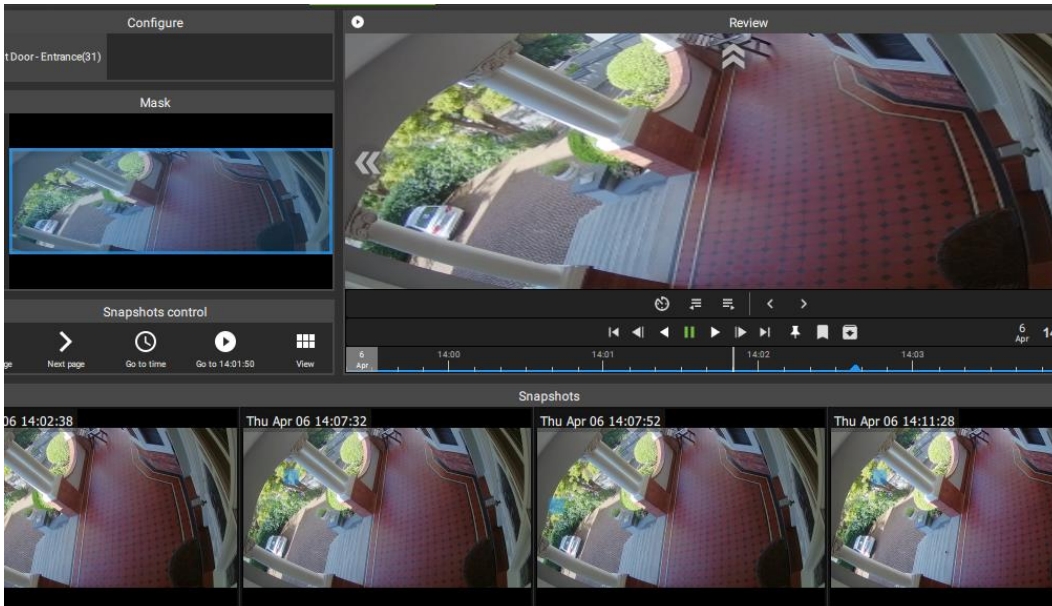 Configure
Review
t Door - Entrance(31)
Mask
Snapshots control
ge
Next page
Go to time
Go to 14:01:50
View
6
Apr
14
6
Apr
14:00
14:01
14:02
14:03
Snapshots
06 14:02:38
Thu Apr 06 14:07:32
Thu Apr 06 14:07:52
Thu Apr 06 14:11:28